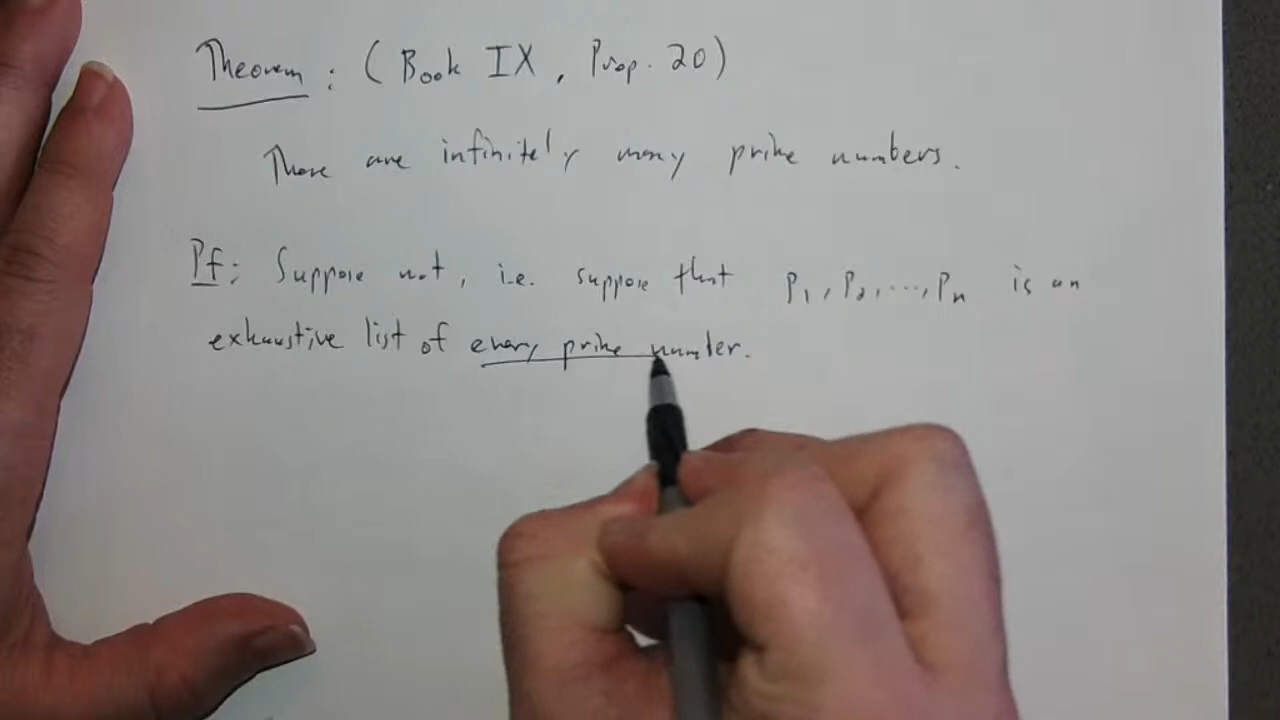 Theorem: (Book IX, Prop. 20)
There are infinitely many prime numbers.
Pf: Suppose not, i.e. suppose that p₁, p₂, ..., pₙ is an
exhaustive list of every prime number.